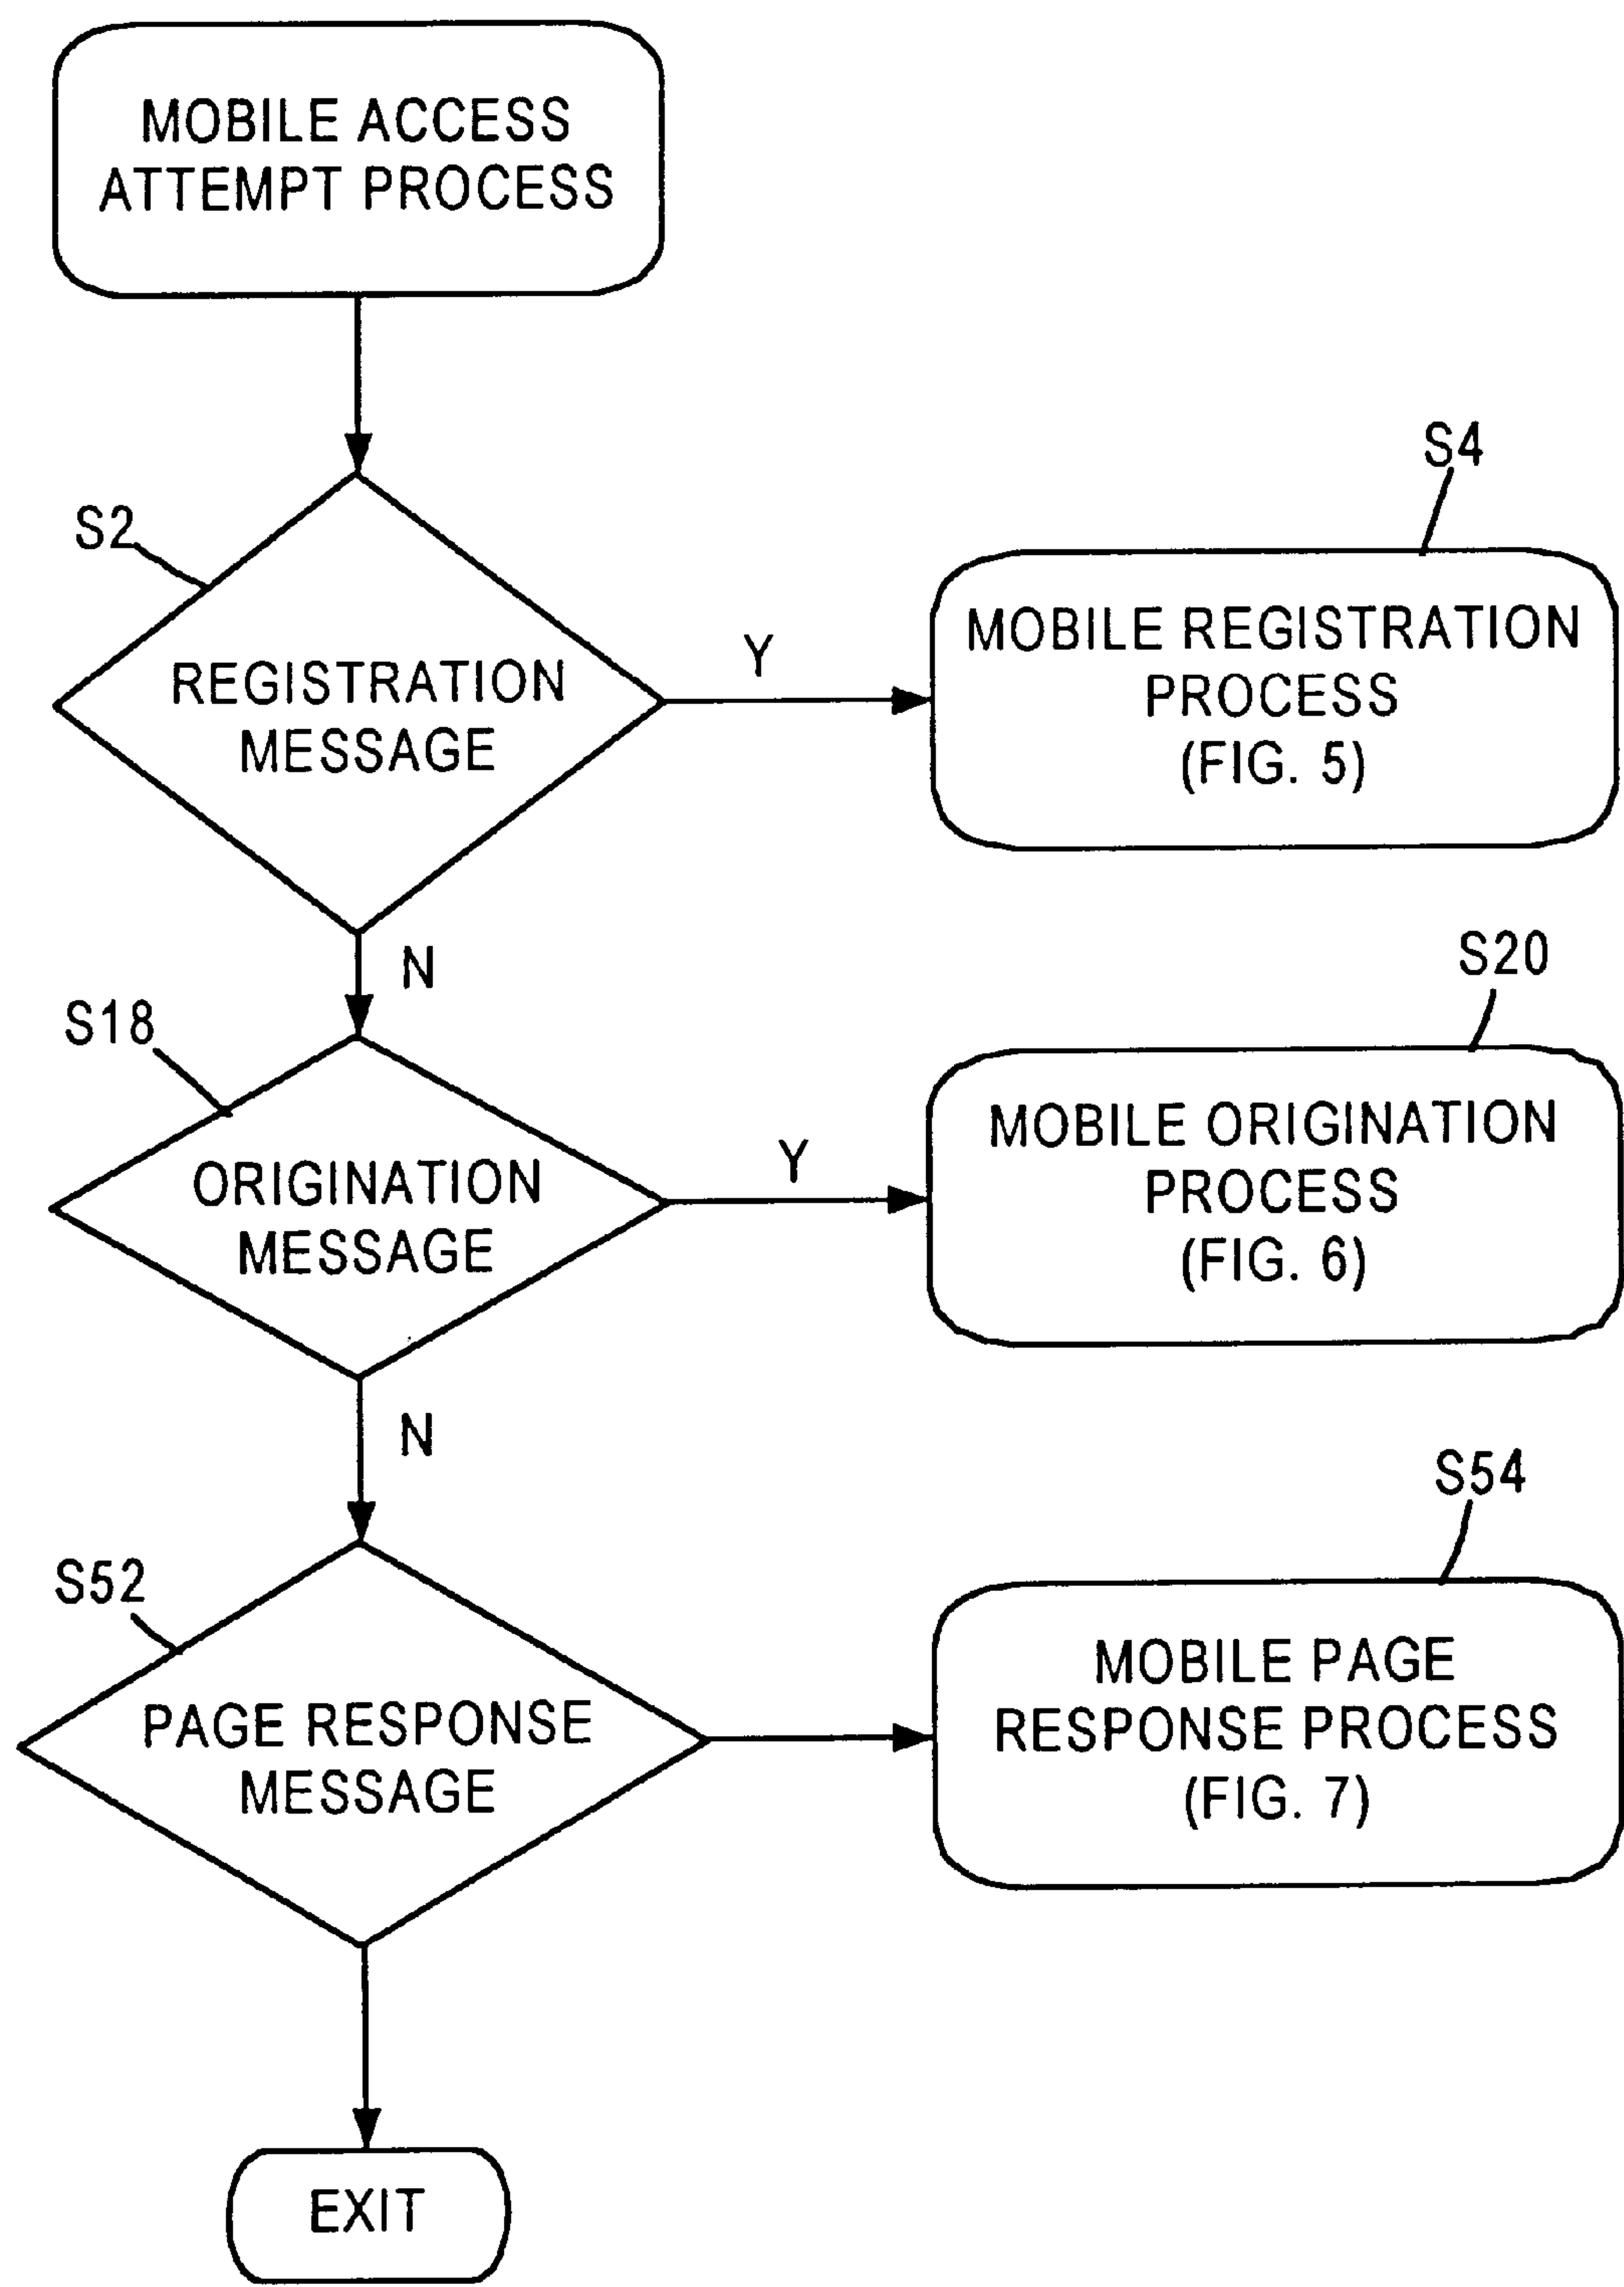 MOBILE ACCESS
ATTEMPT PROCESS
S2
REGISTRATION
MESSAGE
Y
S4
MOBILE REGISTRATION
PROCESS
(FIG. 5)
N
S18
ORIGINATION
MESSAGE
Y
S20
MOBILE ORIGINATION
PROCESS
(FIG. 6)
N
S52
PAGE RESPONSE
MESSAGE
S54
MOBILE PAGE
RESPONSE PROCESS
(FIG. 7)
EXIT